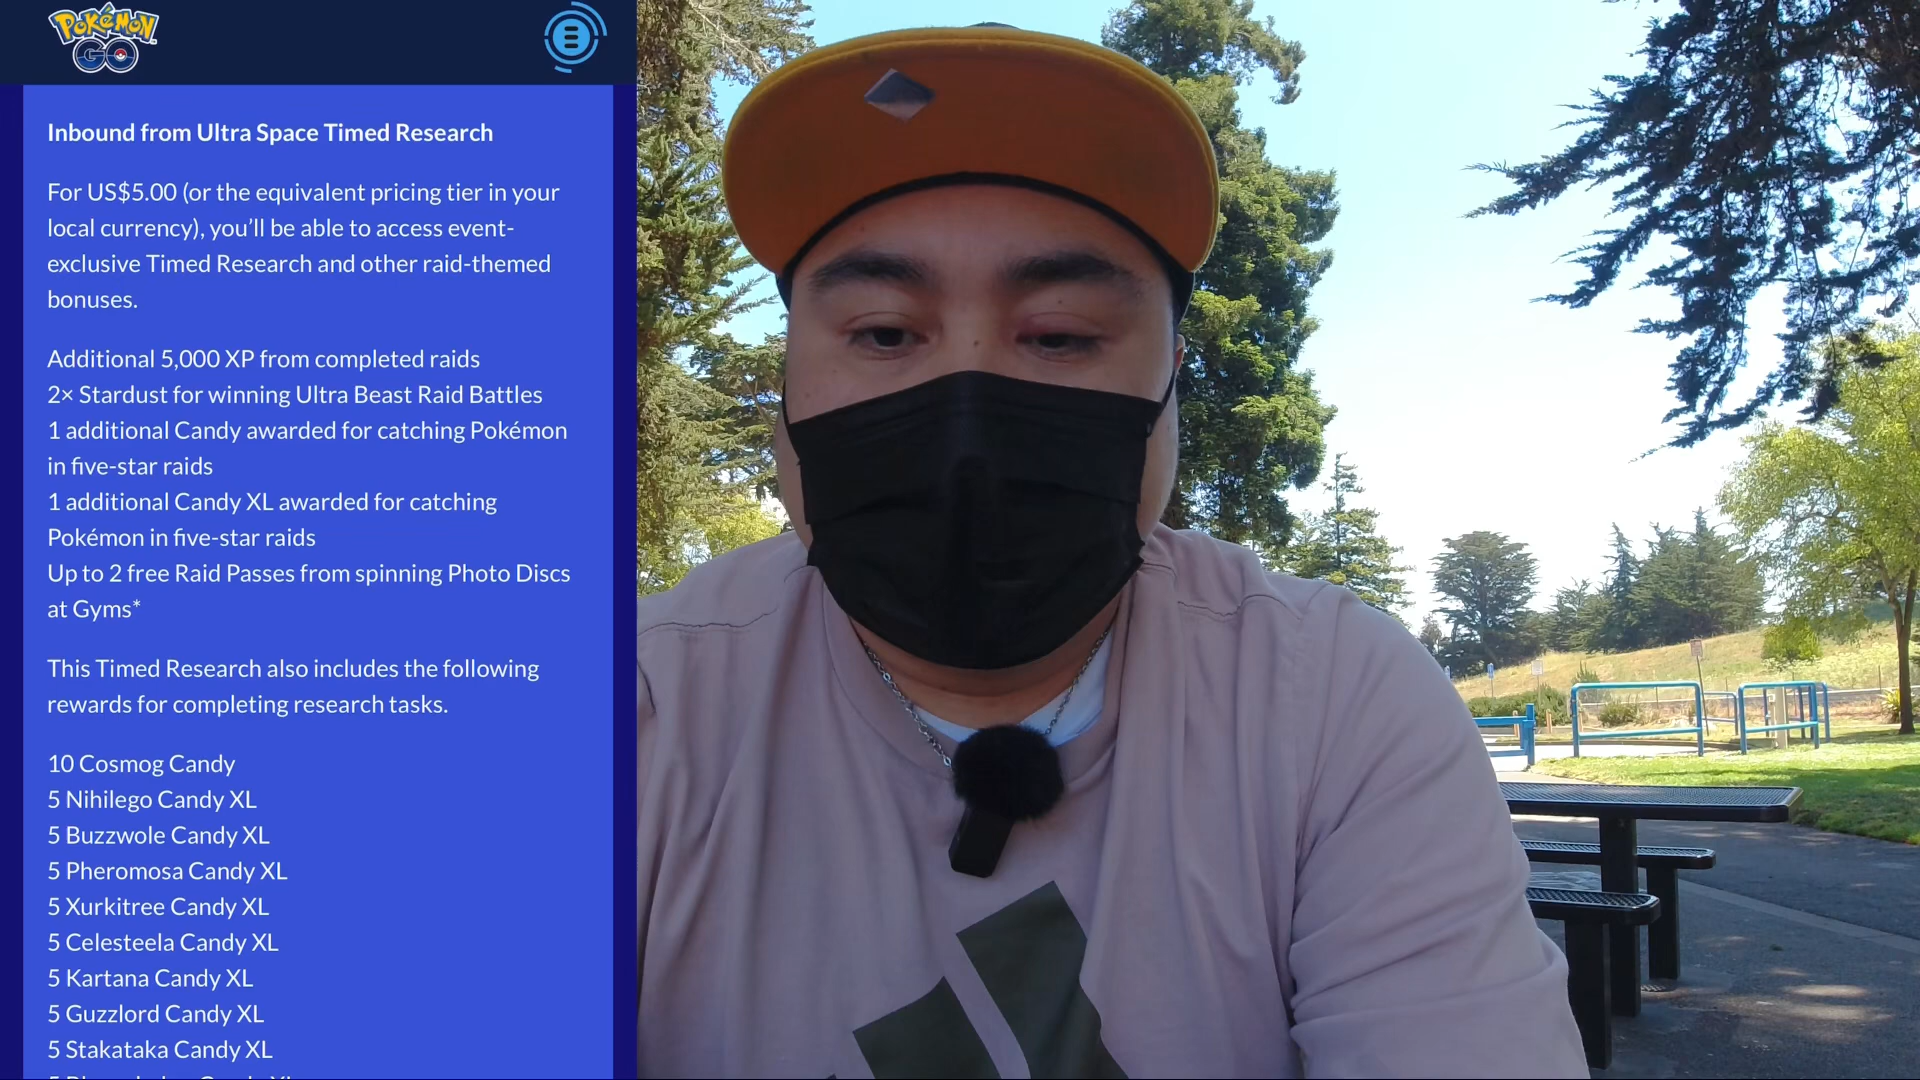 POKÉMON
GO
Inbound from Ultra Space Timed Research
For US$5.00 (or the equivalent pricing tier in your
local currency), you'll be able to access event-
exclusive Timed Research and other raid-themed
bonuses.
Additional 5,000 XP from completed raids
2× Stardust for winning Ultra Beast Raid Battles
1 additional Candy awarded for catching Pokémon
in five-star raids
1 additional Candy XL awarded for catching
Pokémon in five-star raids
Up to 2 free Raid Passes from spinning Photo Discs
at Gyms*
This Timed Research also includes the following
rewards for completing research tasks.
10 Cosmog Candy
5 Nihilego Candy XL
5 Buzzwole Candy XL
5 Pheromosa Candy XL
5 Xurkitree Candy XL
5 Celesteela Candy XL
5 Kartana Candy XL
5 Guzzlord Candy XL
5 Stakataka Candy XL